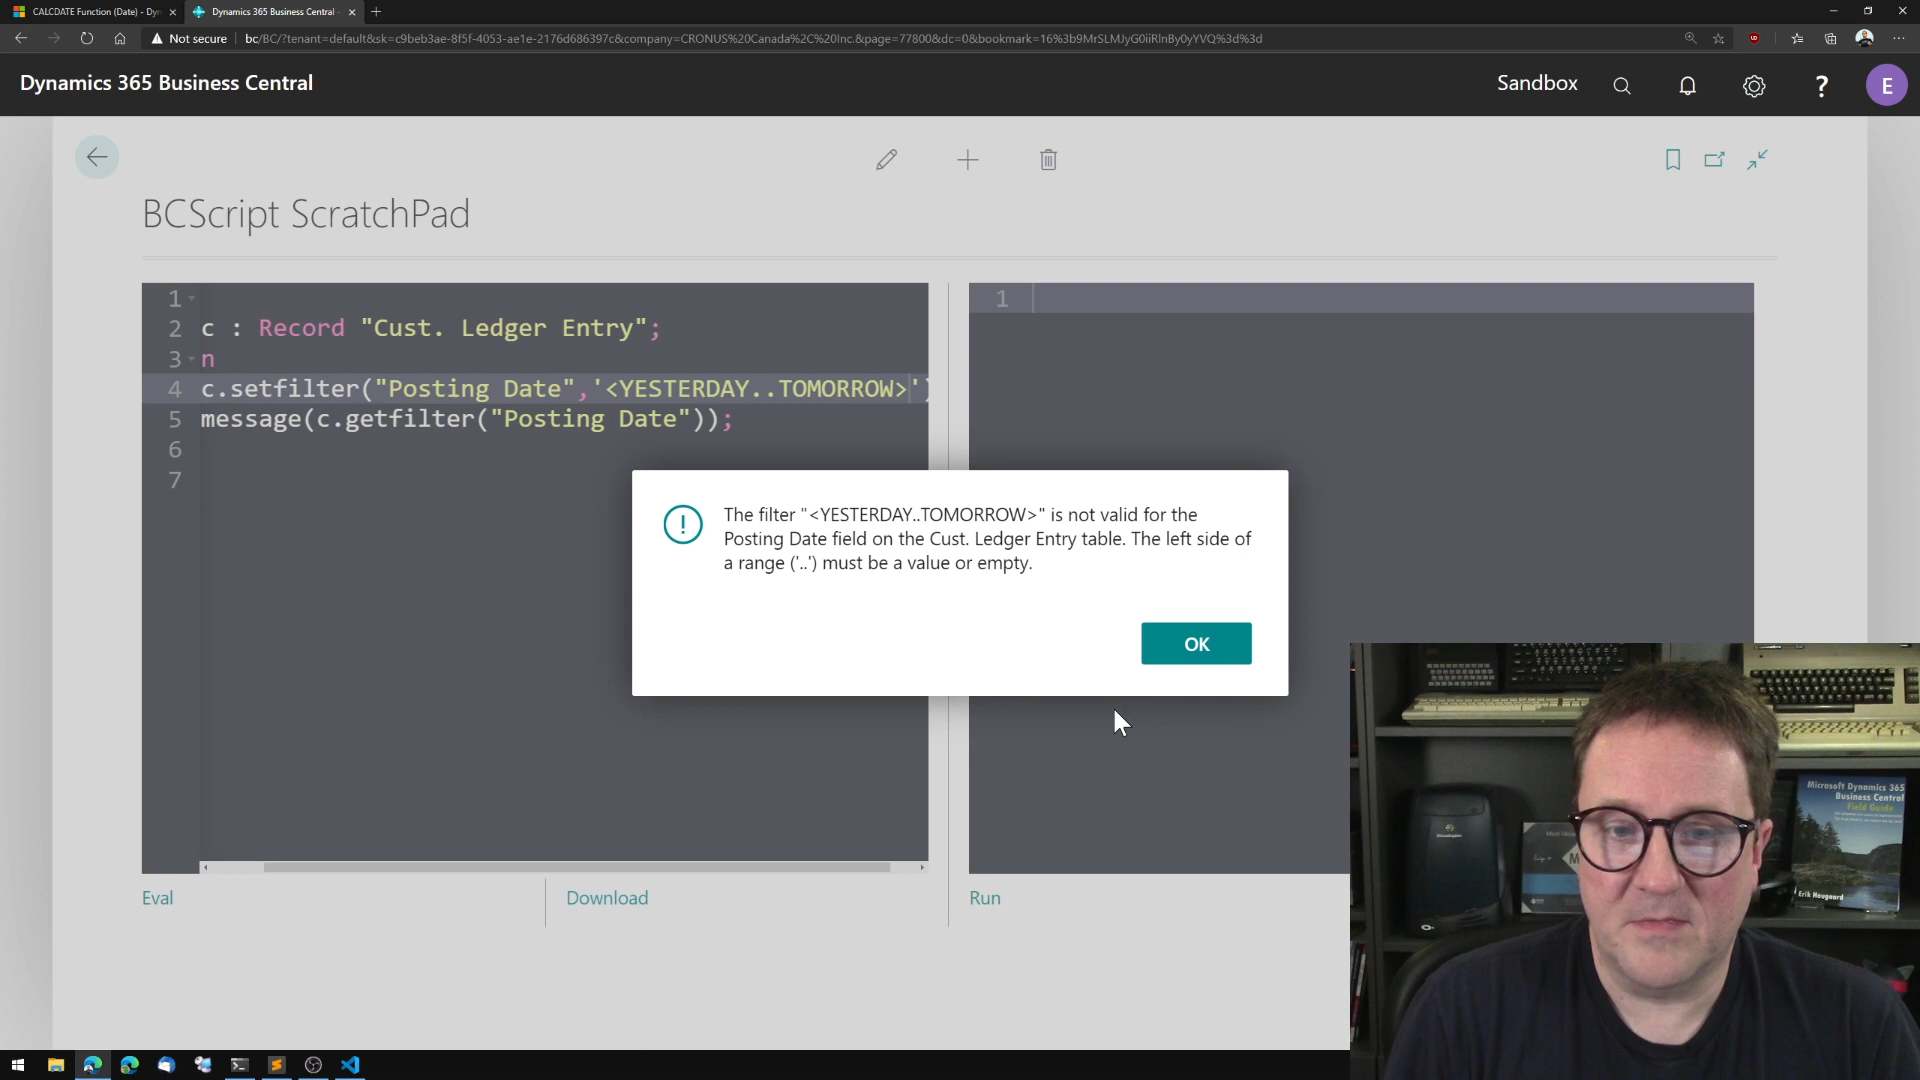 CALCDATE Function (Date) - Dyn
Dynamics 365 Business Central -
Not secure
bc/BC/?tenant=default&sk=c9beb3ae-8f5f-4053-ae1e-2176d686397c&company=CRONUS%20Canada%2C%20Inc.&page=77800&dc=0&bookmark=16%3b9MrSLMJyG0iiRlnBy0yYVQ%3d%3d
Dynamics 365 Business Central
Sandbox
?
E
BCScript ScratchPad
1
2 c : Record "Cust. Ledger Entry";
3 n
4 c.setfilter("Posting Date",'<YESTERDAY..TOMORROW>')
5 message(c.getfilter("Posting Date"));
6
7
1
The filter "<YESTERDAY..TOMORROW>" is not valid for the
Posting Date field on the Cust. Ledger Entry table. The left side of
a range ('..') must be a value or empty.
OK
Eval
Download
Run
Microsoft Dynamics 365
Business Central
Field Guide
Erik Hougaard